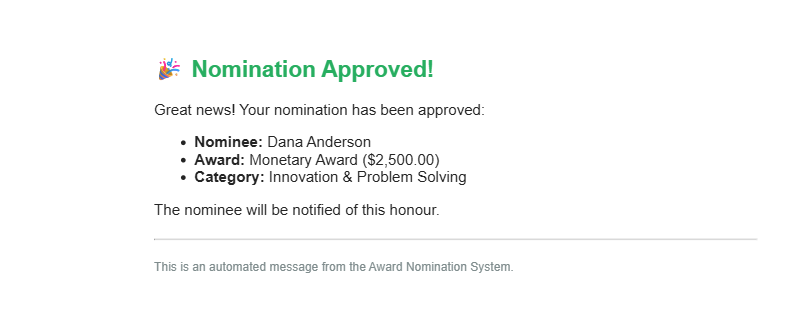 🎉 Nomination Approved!
Great news! Your nomination has been approved:
• Nominee: Dana Anderson
• Award: Monetary Award ($2,500.00)
• Category: Innovation & Problem Solving
The nominee will be notified of this honour.
This is an automated message from the Award Nomination System.